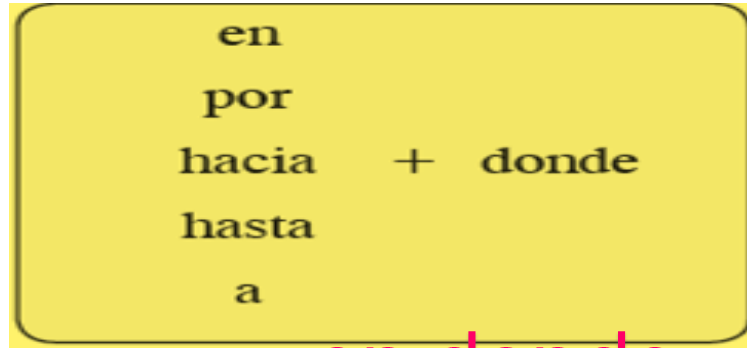 en
por
hacia + donde
hasta
a